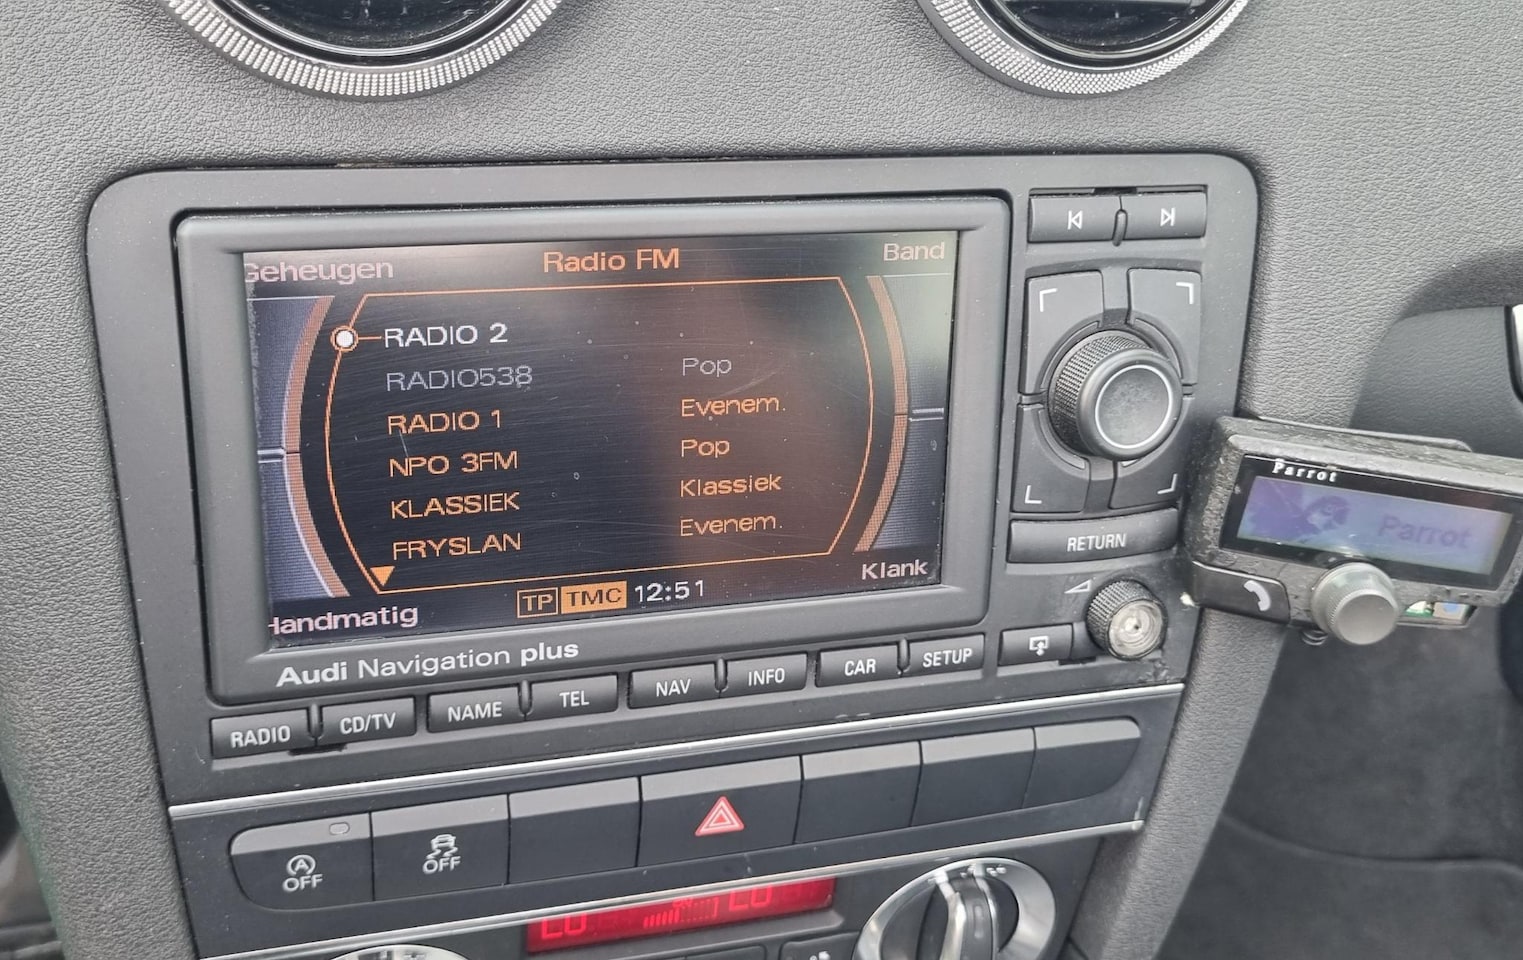 Geheugen Radio FM Band
RADIO 2
RADIO538 Pop
RADIO 1 Evenem.
NPO 3FM Pop
KLASSIEK Klassiek
FRYSLAN Evenem.
Handmatig TP TMC 12:51 Klank
Audi Navigation plus
RADIO CD/TV NAME TEL NAV INFO CAR SETUP
RETURN
Parrot
Parrot
A OFF
OFF
LO LO